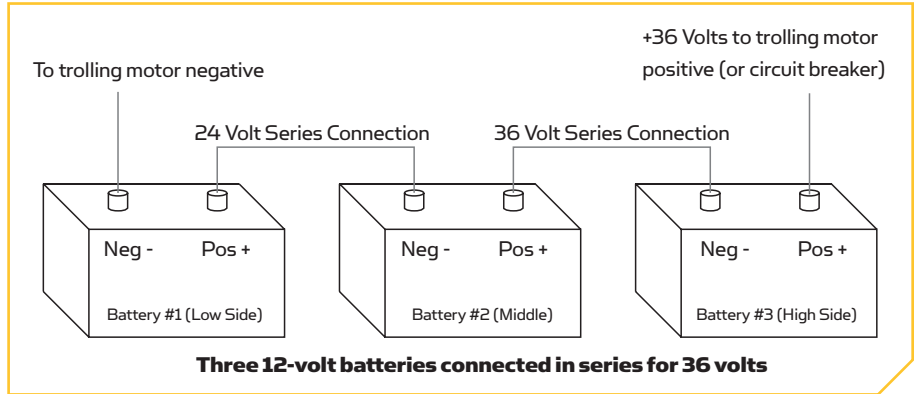 +36 Volts to trolling motor
positive (or circuit breaker)
To trolling motor negative
24 Volt Series Connection
36 Volt Series Connection
Neg -
Pos +
Neg -
Pos +
Neg -
Pos +
Battery #1 (Low Side)
Battery #2 (Middle)
Battery #3 (High Side)
Three 12-volt batteries connected in series for 36 volts